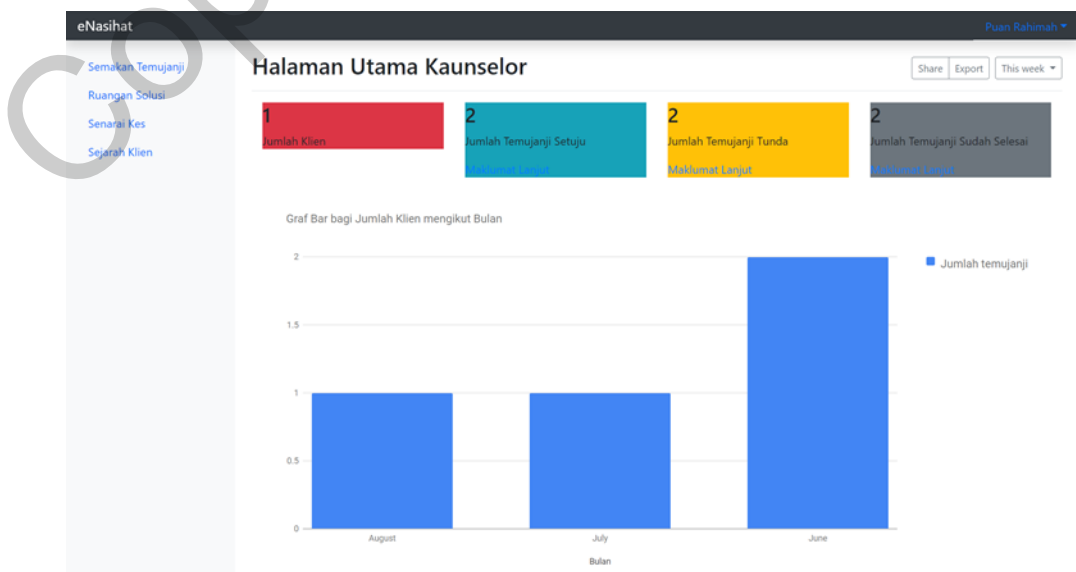 eNasihat
Puan Rahimah
Semakan Temujanji
Ruangan Solusi
Senarai Kes
Sejarah Klien
Halaman Utama Kaunselor
Share Export This week
1
Jumlah Klien
2
Jumlah Temujanji Setuju
Maklumat Lanjut
2
Jumlah Temujanji Tunda
Maklumat Lanjut
2
Jumlah Temujanji Sudah Selesai
Maklumat Lanjut
Graf Bar bagi Jumlah Klien mengikut Bulan
Jumlah temujanji
2
1.5
1
0.5
0
August July June
Bulan
Cop